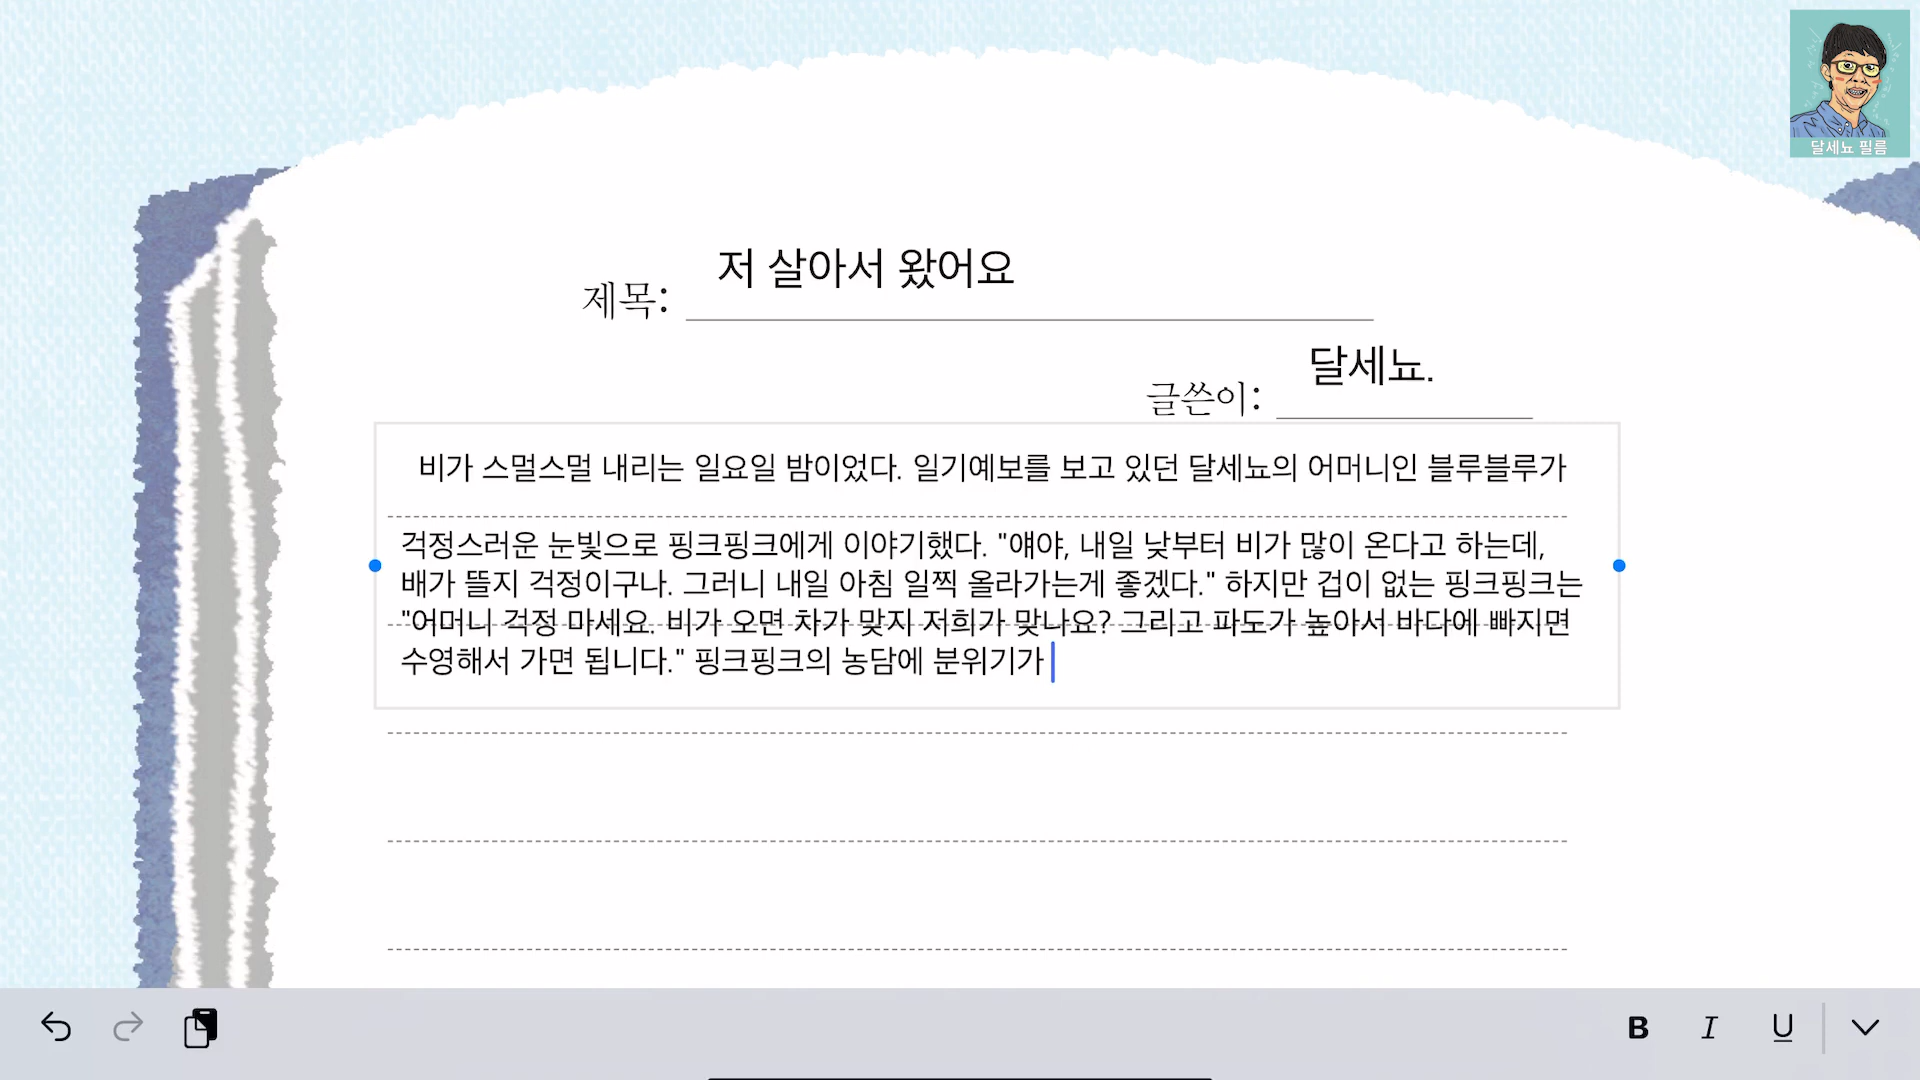 달세뇨 필름
제목: 저 살아서 왔어요
글쓴이: 달세뇨.
비가 스멀스멀 내리는 일요일 밤이었다. 일기예보를 보고 있던 달세뇨의 어머니인 블루블루가
걱정스러운 눈빛으로 핑크핑크에게 이야기했다. "얘야, 내일 낮부터 비가 많이 온다고 하는데,
배가 뜰지 걱정이구나. 그러니 내일 아침 일찍 올라가는게 좋겠다." 하지만 겁이 없는 핑크핑크는
"어머니 걱정 마세요. 비가 오면 차가 맞지 저희가 맞나요? 그리고 파도가 높아서 바다에 빠지면
수영해서 가면 됩니다." 핑크핑크의 농담에 분위기가
B I U